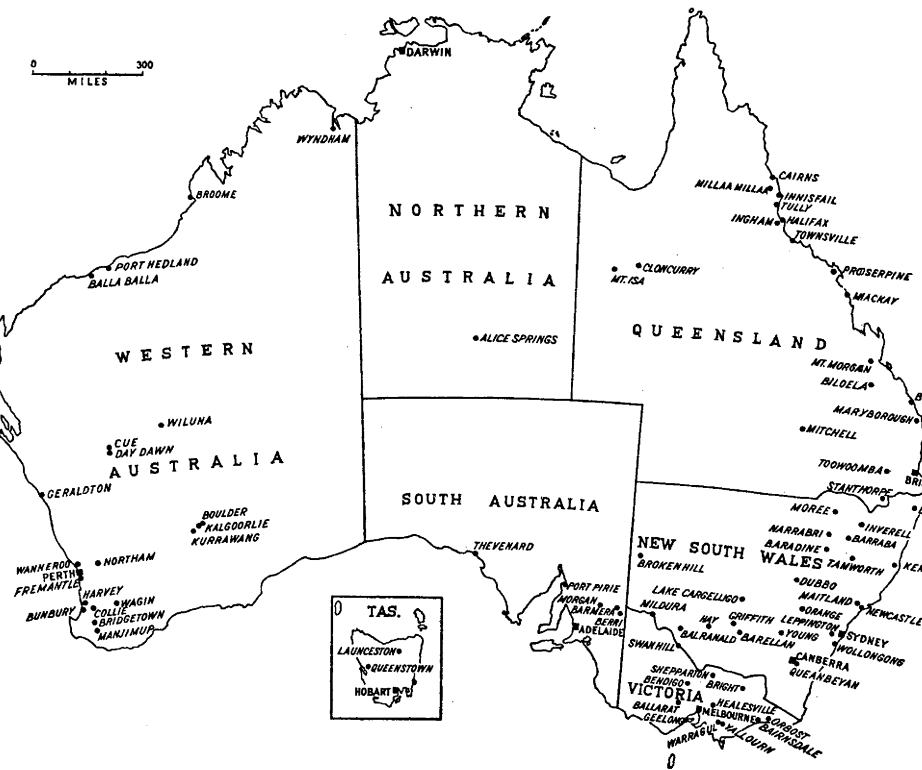 DARWIN
0 300
MILES
WYNDHAM
CAIRNS
MILLAA MILLAA
INNISFAIL
TULLY
BROOME
NORTHERN
INGHAM
HALIFAX
TOWNSVILLE
PORT HEDLAND
BALLA BALLA
CLONCURRY
MT. ISA
PROSERPINE
AUSTRALIA
MACKAY
QUEENSLAND
ALICE SPRINGS
WESTERN
MT. MORGAN
BILOELA
B
MARYBOROUGH
WILUNA
MITCHELL
CUE
DAY DAWN
AUSTRALIA
TOOWOOMBA
BRI
GERALDTON
SOUTH AUSTRALIA
STANTHORPE
MOREE
BOULDER
KALGOORLIE
KURRAWANG
INVERELL
NARRABRI
BARRABA
BARADINE
THEVENARD
NEW SOUTH WALES
TAMWORTH
KEM
BROKEN HILL
WANNEROO
NORTHAM
PERTH
FREMANTLE
DUBBO
PORT PIRIE
HARVEY
LAKE CARGELLIGO
MAITLAND
MORGAN
BARMERA
BERRI
MILDURA
NEWCASTLE
ORANGE
WAGIN
COLLIE
BUNBURY
BRIDGETOWN
MANJIMUP
TAS.
HAY
GRIFFITH
LEPPINGTON
ADELAIDE
BALRANALD
BARELLAN
YOUNG
SYDNEY
WOLLONGONG
LAUNCESTON
SWAN HILL
CANBERRA
QUEANBEYAN
QUEENSTOWN
SHEPPARTON
BENDIGO
BRIGHT
HOBART
VICTORIA
HEALESVILLE
BALLARAT
MELBOURNE
GEELONG
ORBOST
BAIRNSDALE
WARRAGUL
YALLOURN